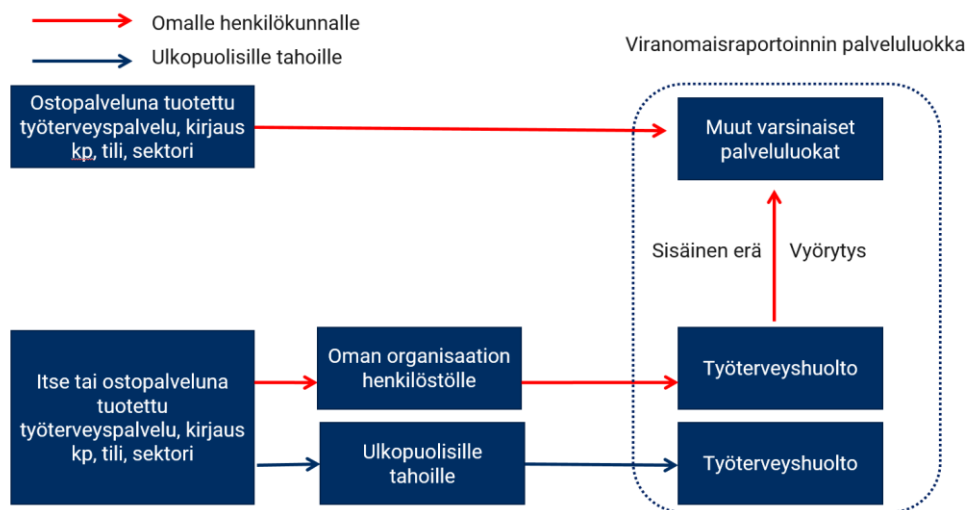 Omalle henkilökunnalle
Ulkopuolisille tahoille
Viranomaisraportoinnin palveluluokka
Ostopalveluna tuotettu
työterveyspalvelu, kirjaus
kp, tili, sektori
Muut varsinaiset
palveluluokat
Sisäinen erä
Vyörytys
Itse tai ostopalveluna
tuotettu
työterveyspalvelu, kirjaus
kp, tili, sektori
Oman organisaation
henkilöstölle
Työterveyshuolto
Ulkopuolisille
tahoille
Työterveyshuolto